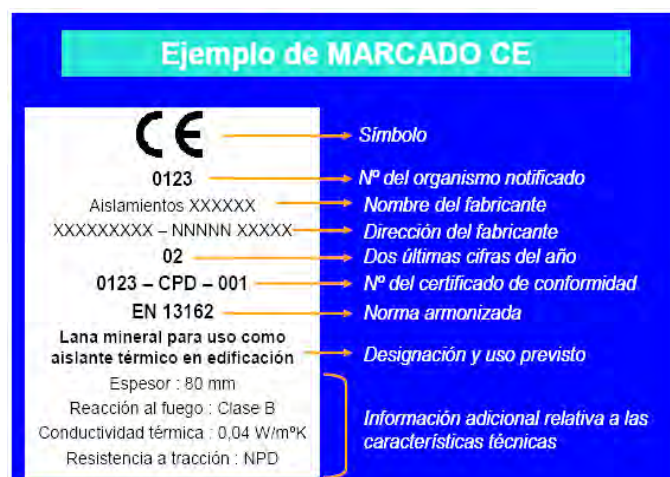 Ejemplo de MARCADO CE
CE
Símbolo
0123
Nº del organismo notificado
Aislamientos XXXXXX
Nombre del fabricante
XXXXXXXXX – NNNNN XXXXX
Dirección del fabricante
02
Dos últimas cifras del año
0123 – CPD – 001
Nº del certificado de conformidad
EN 13162
Norma armonizada
Lana mineral para uso como
aislante térmico en edificación
Designación y uso previsto
Espesor : 80 mm
Reacción al fuego : Clase B
Conductividad térmica : 0,04 W/mºK
Resistencia a tracción : NPD
Información adicional relativa a las
características técnicas